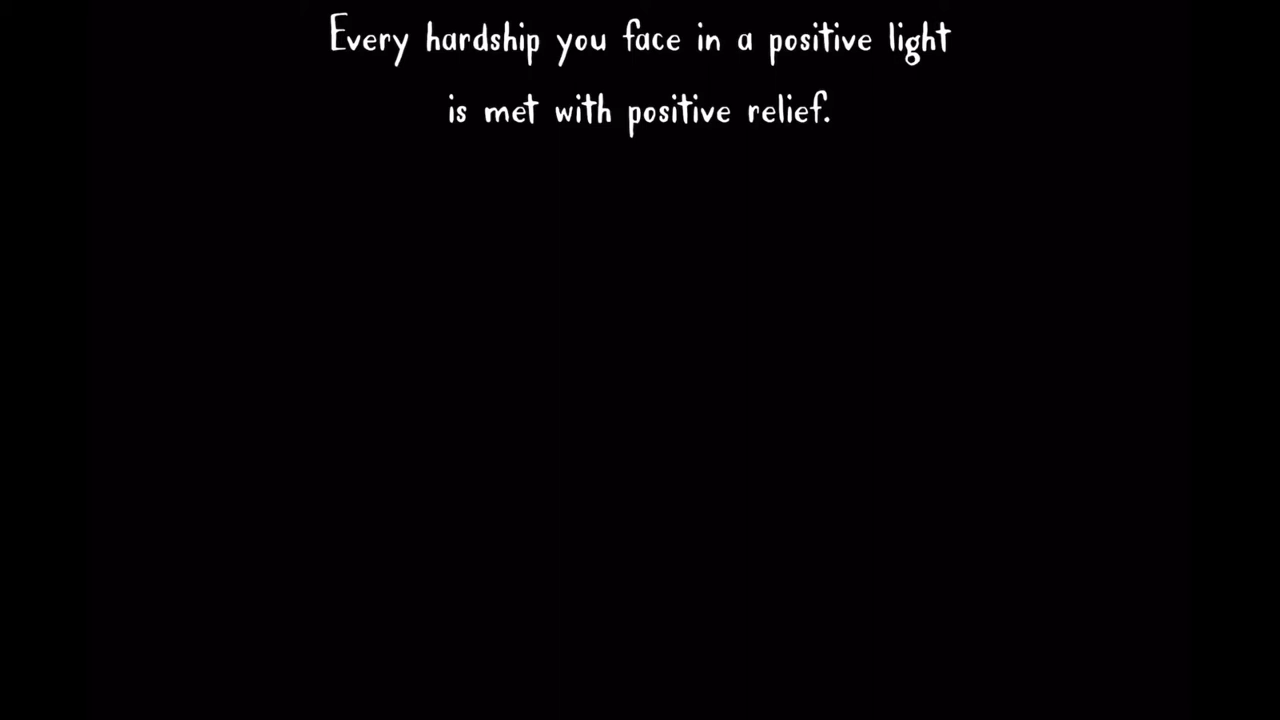 Every hardship you face in a positive light
is met with positive relief.